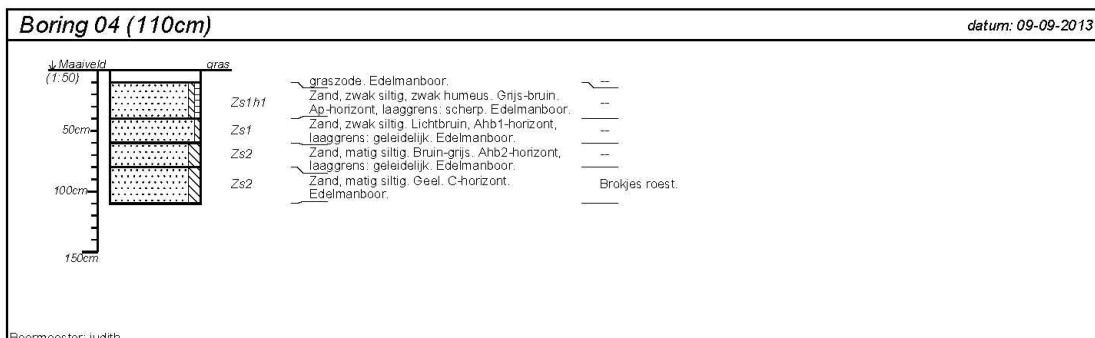 Boring 04 (110cm) datum: 09-09-2013
↓ Maaiveld gras
(1:50)
graszode. Edelmanboor. --
Zs1h1 Zand, zwak siltig, zwak humeus. Grijs-bruin. --
Ap-horizont, laaggrens: scherp. Edelmanboor.
50cm Zs1 Zand, zwak siltig. Lichtbruin, Ahb1-horizont, --
laaggrens: geleidelijk. Edelmanboor.
Zs2 Zand, matig siltig. Bruin-grijs. Ahb2-horizont, --
laaggrens: geleidelijk. Edelmanboor.
100cm Zs2 Zand, matig siltig. Geel. C-horizont. Brokjes roest.
Edelmanboor.
150cm
Boormeester: judith